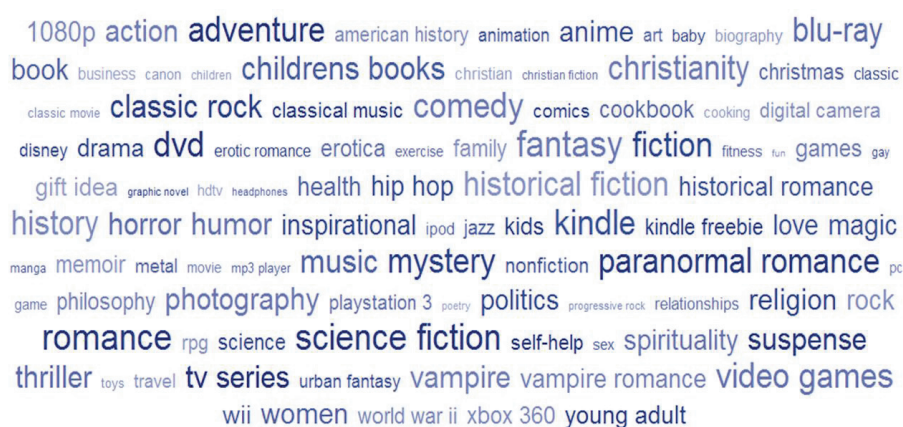 1080p action adventure american history animation anime art baby biography blu-ray
book business canon children childrens books christian christian fiction christianity christmas classic
classic movie classic rock classical music comedy comics cookbook cooking digital camera
disney drama dvd erotic romance erotica exercise family fantasy fiction fitness fun games gay
gift idea graphic novel hdtv headphones health hip hop historical fiction historical romance
history horror humor inspirational ipod jazz kids kindle kindle freebie love magic
manga memoir metal movie mp3 player music mystery nonfiction paranormal romance pc
game philosophy photography playstation 3 poetry politics progressive rock relationships religion rock
romance rpg science science fiction self-help sex spirituality suspense
thriller toys travel tv series urban fantasy vampire vampire romance video games
wii women world war ii xbox 360 young adult